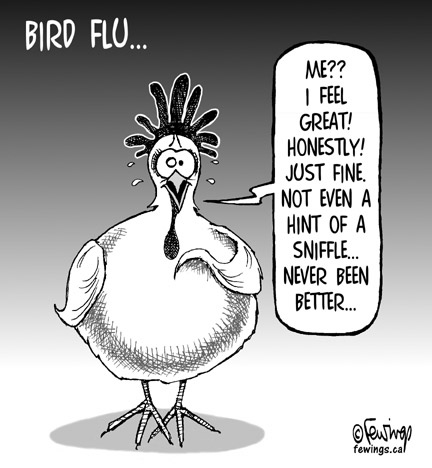 BIRD FLU...
ME??
I FEEL
GREAT!
HONESTLY!
JUST FINE.
NOT EVEN A
HINT OF A
SNIFFLE...
NEVER BEEN
BETTER...
©Fewings
fewings.ca